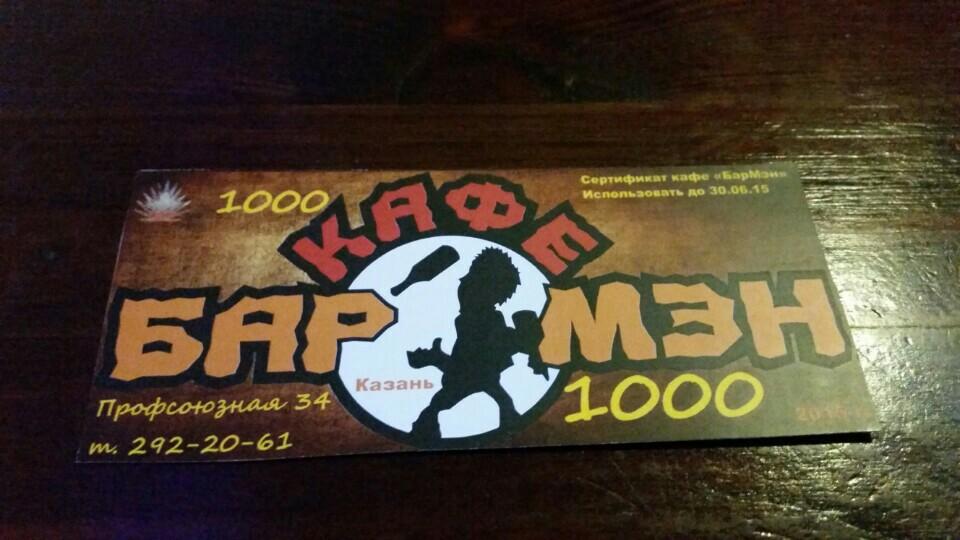 Сертификат кафе «БарМэн»
Использовать до 30.06.15
1000
КАФЕ
БАР МЭН
Казань
1000
Профсоюзная 34
т. 292-20-61